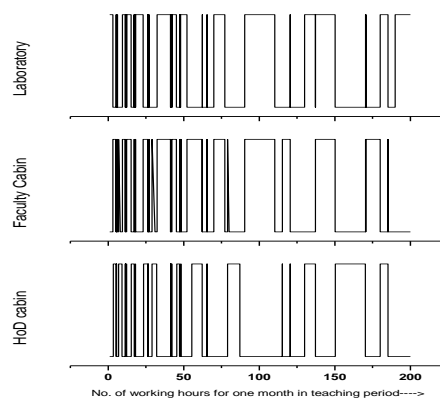 Laboratory
Faculty Cabin
HoD cabin
0 50 100 150 200
No. of working hours for one month in teaching period---->